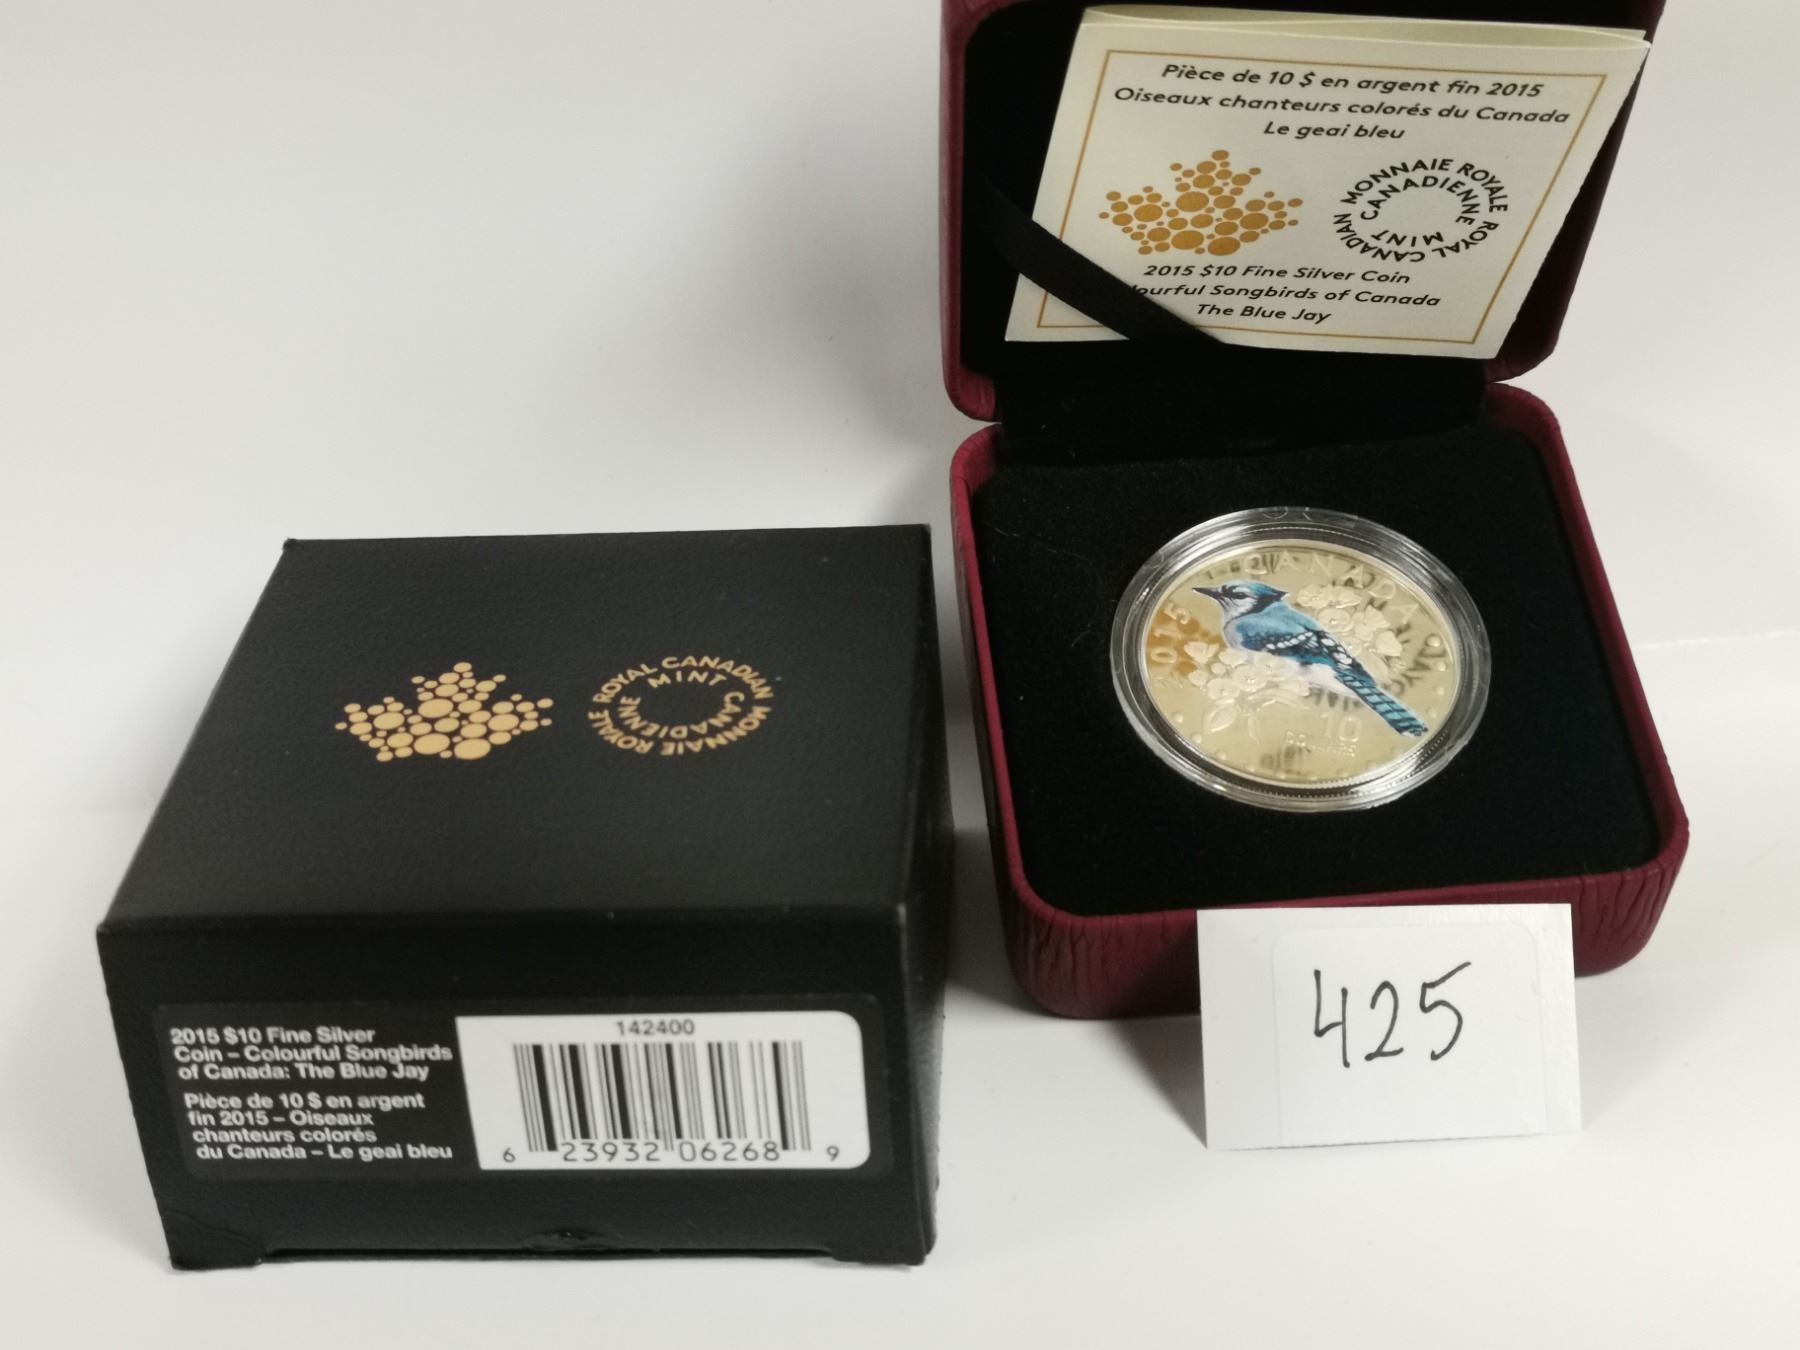 Pièce de 10 $ en argent fin 2015
Oiseaux chanteurs colorés du Canada
Le geai bleu
MONNAIE ROYALE CANADIENNE
ROYAL CANADIAN MINT
2015 $10 Fine Silver Coin
ourful Songbirds of Canada
The Blue Jay
CANADA
2015
10
DOLLARS
ROYAL CANADIAN MINT
MONNAIE ROYALE CANADIENNE
2015 $10 Fine Silver
Coin – Colourful Songbirds
of Canada: The Blue Jay
Pièce de 10 $ en argent
fin 2015 – Oiseaux
chanteurs colorés
du Canada – Le geai bleu
142400
6 23932 06268 9
425